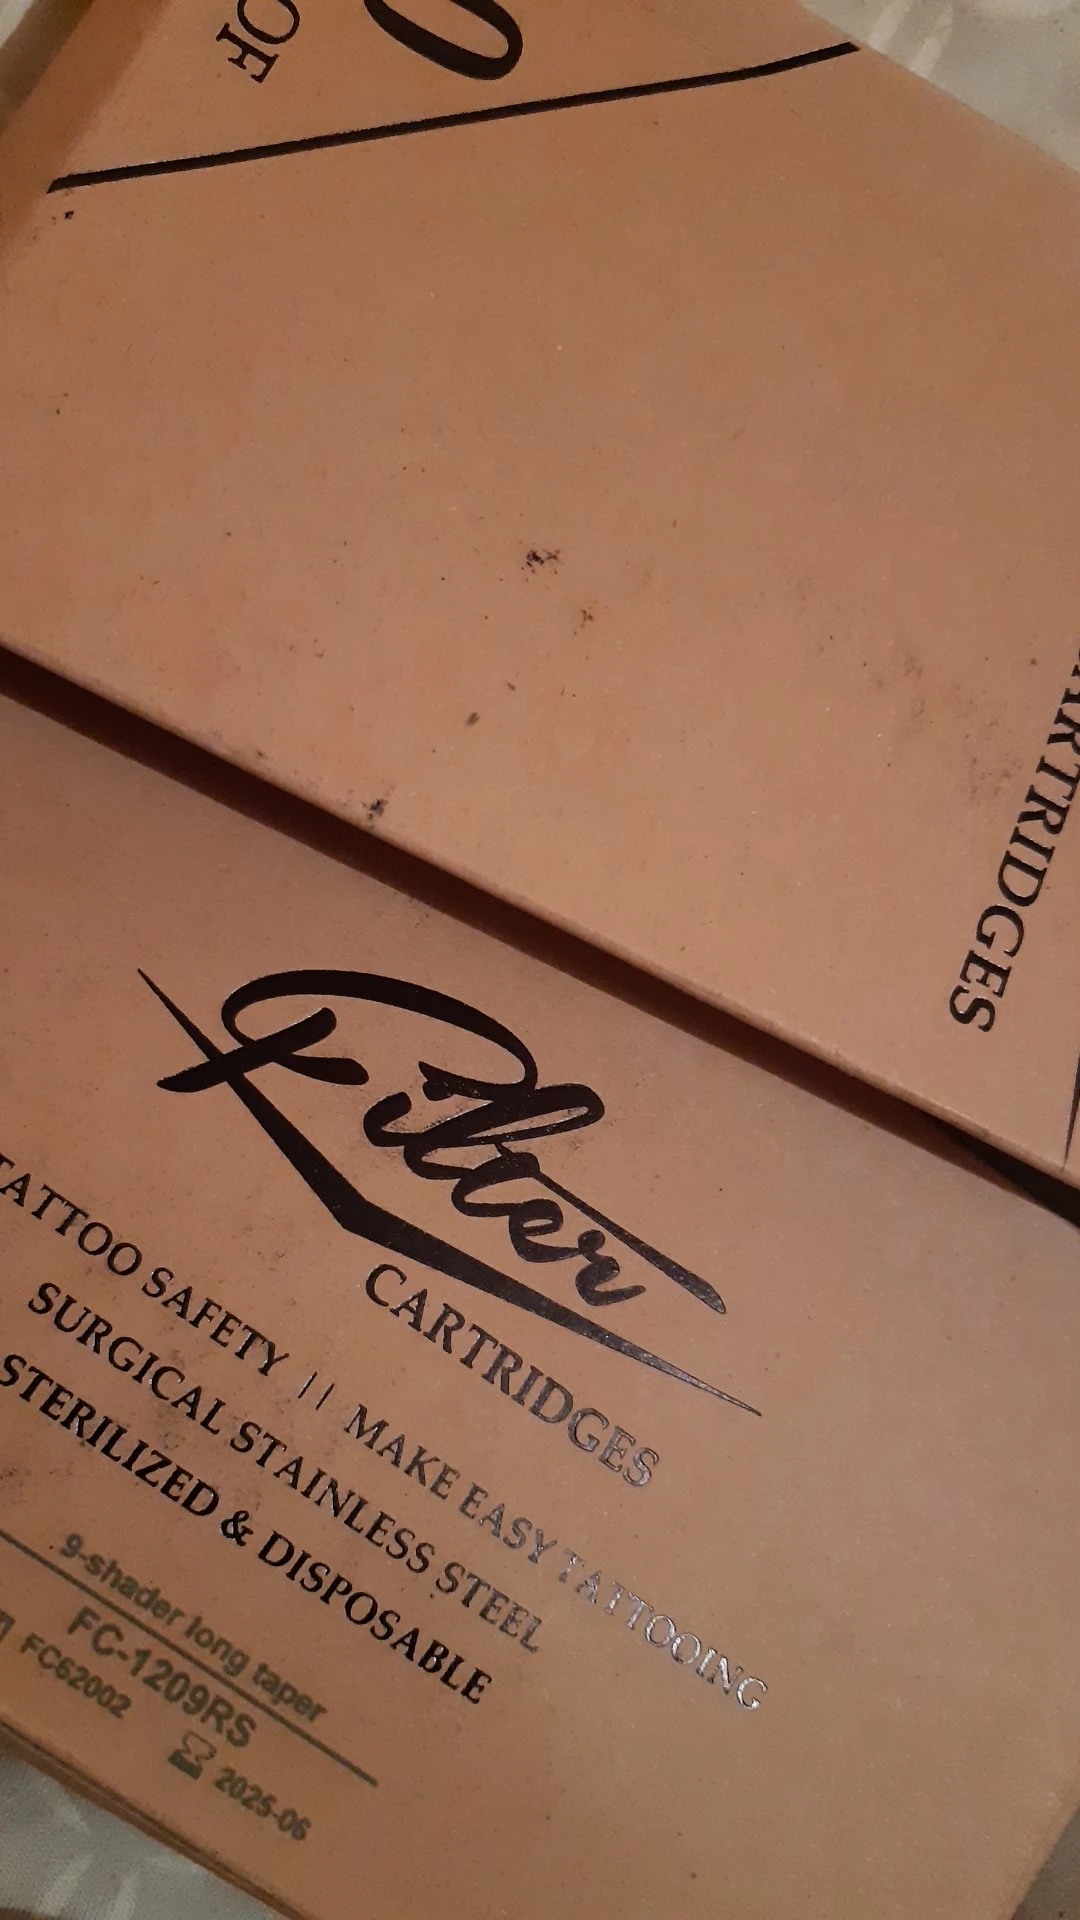 OF
0
CARTRIDGES
Filter
CARTRIDGES
TATTOO SAFETY || MAKE EASY TATTOOING
SURGICAL STAINLESS STEEL
STERILIZED & DISPOSABLE
9-shader long taper
FC-1209RS
FC62002
2025-06